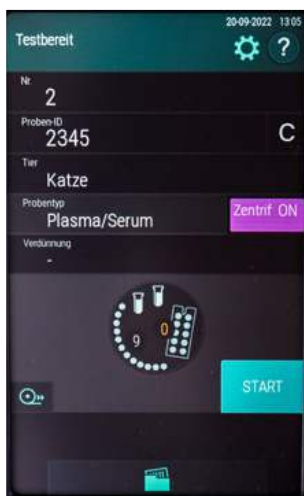 20-09-2022 13:05
Testbereit
?
Nr.
2
Proben-ID
2345
C
Tier
Katze
Probentyp
Plasma/Serum
Zentrif ON
Verdünnung
-
9
0
START